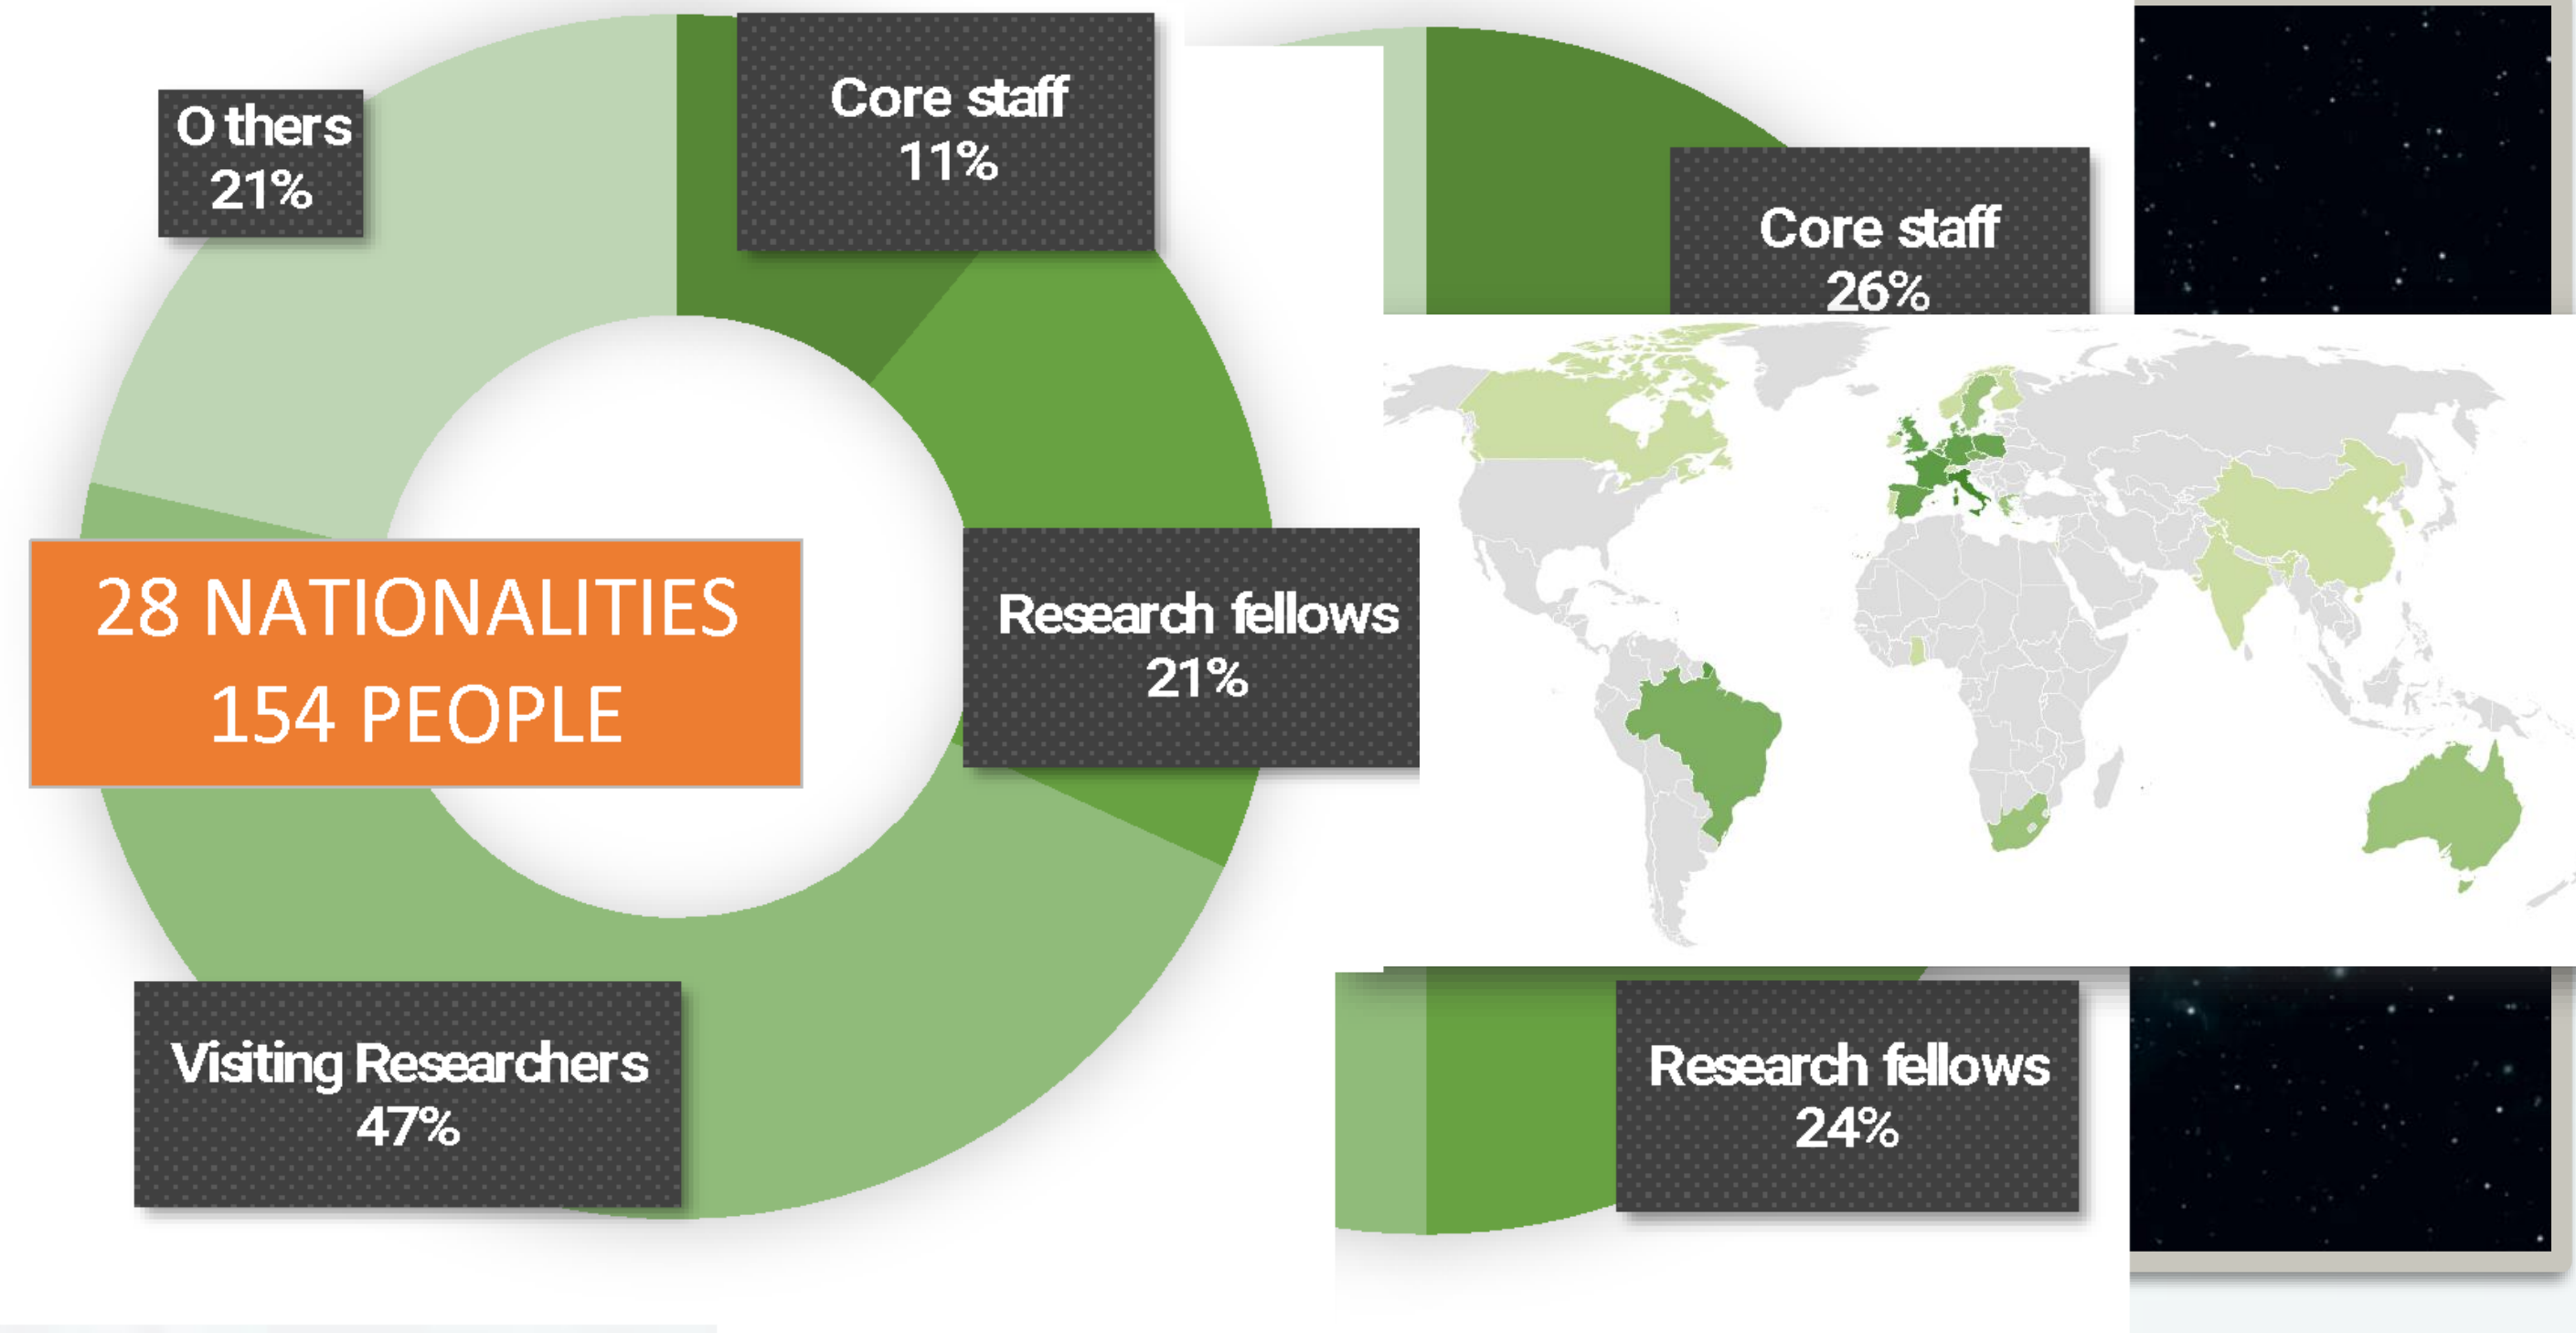 Others
21%
Core staff
11%
Core staff
26%
28 NATIONALITIES
154 PEOPLE
Research fellows
21%
Visiting Researchers
47%
Research fellows
24%